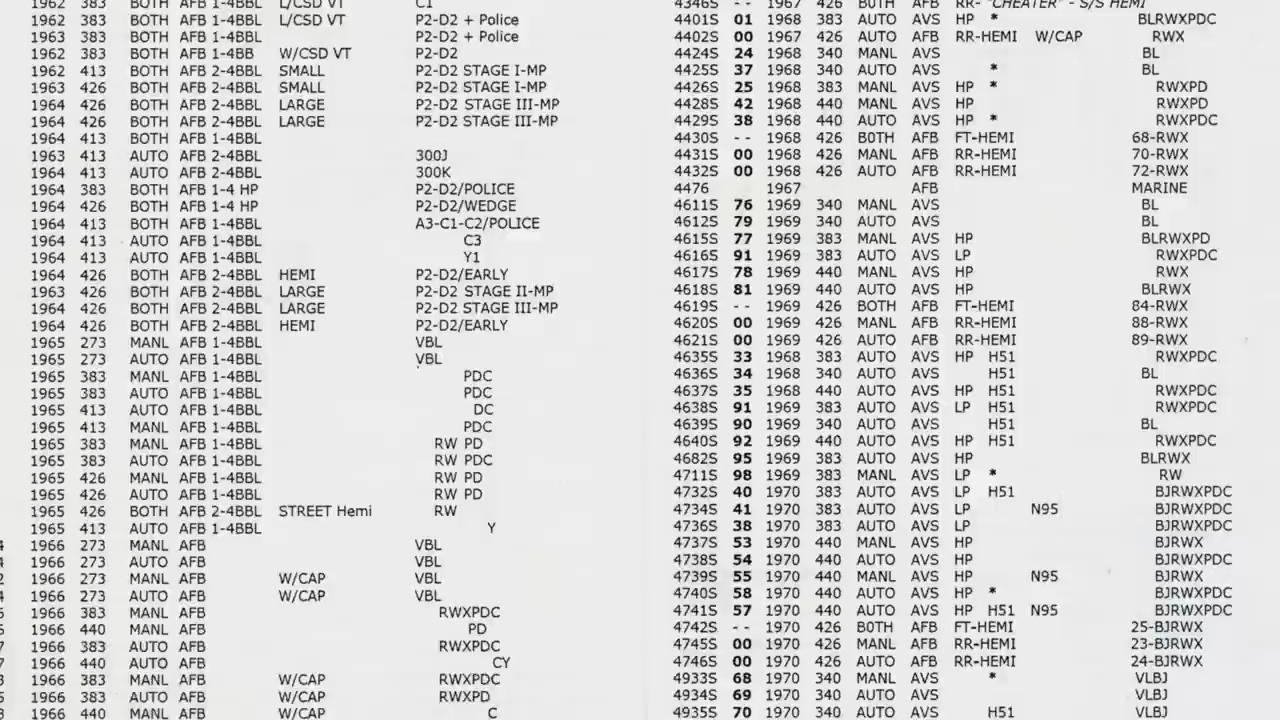 1962 383 BOTH AFB 1-4BBL L/CSD VT C1
1962 383 BOTH AFB 1-4BBL L/CSD VT P2-D2 + Police
1963 383 BOTH AFB 1-4BBL P2-D2 + Police
1962 383 BOTH AFB 1-4BB W/CSD VT P2-D2
1962 413 BOTH AFB 2-4BBL SMALL P2-D2 STAGE I-MP
1962 426 BOTH AFB 2-4BBL SMALL P2-D2 STAGE I-MP
1964 426 BOTH AFB 2-4BBL LARGE P2-D2 STAGE III-MP
1964 426 BOTH AFB 2-4BBL LARGE P2-D2 STAGE III-MP
1964 413 BOTH AFB 1-4BBL
1963 413 AUTO AFB 2-4BBL 300J
1964 413 AUTO AFB 2-4BBL 300K
1964 383 BOTH AFB 1-4 HP P2-D2/POLICE
1964 426 BOTH AFB 1-4 HP P2-D2/WEDGE
1964 413 BOTH AFB 1-4BBL A3-C1-C2/POLICE
1964 413 AUTO AFB 1-4BBL C3
1964 413 AUTO AFB 1-4BBL Y1
1964 426 BOTH AFB 2-4BBL HEMI P2-D2/EARLY
1963 426 BOTH AFB 2-4BBL LARGE P2-D2 STAGE II-MP
1964 426 BOTH AFB 2-4BBL LARGE P2-D2 STAGE III-MP
1964 426 BOTH AFB 2-4BBL HEMI P2-D2/EARLY
1965 273 MANL AFB 1-4BBL VBL
1965 273 AUTO AFB 1-4BBL VBL
1965 383 MANL AFB 1-4BBL PDC
1965 383 AUTO AFB 1-4BBL PDC
1965 413 AUTO AFB 1-4BBL DC
1965 413 MANL AFB 1-4BBL PDC
1965 383 MANL AFB 1-4BBL RW PD
1965 383 AUTO AFB 1-4BBL RW PDC
1965 426 MANL AFB 1-4BBL RW PD
1965 426 AUTO AFB 1-4BBL RW PD
1965 426 BOTH AFB 2-4BBL STREET Hemi RW
1965 413 AUTO AFB 1-4BBL Y
1966 273 MANL AFB VBL
1966 273 AUTO AFB VBL
1966 273 MANL AFB W/CAP VBL
1966 273 AUTO AFB W/CAP VBL
1966 383 MANL AFB RWXPDC
1966 440 MANL AFB PD
1966 383 AUTO AFB RWXPDC
1966 440 AUTO AFB CY
1966 383 MANL AFB W/CAP RWXPDC
1966 383 AUTO AFB W/CAP RWXPD
1966 440 MANL AFB W/CAP C
4346S -- 1967 426 BOTH AFB RR- "CHEATER" - S/S HEMI
4401S 01 1968 383 AUTO AVS HP * BLRWXPDC
4402S 00 1967 426 AUTO AFB RR-HEMI W/CAP RWX
4424S 24 1968 340 MANL AVS BL
4425S 37 1968 340 AUTO AVS * BL
4426S 25 1968 383 MANL AVS HP * RWXPD
4428S 42 1968 440 MANL AVS HP RWXPD
4429S 38 1968 440 AUTO AVS HP * RWXPDC
4430S -- 1968 426 BOTH AFB FT-HEMI 68-RWX
4431S 00 1968 426 MANL AFB RR-HEMI 70-RWX
4432S 00 1968 426 AUTO AFB RR-HEMI 72-RWX
4476 1967 AFB MARINE
4611S 76 1969 340 MANL AVS BL
4612S 79 1969 340 AUTO AVS BL
4615S 77 1969 383 MANL AVS HP BLRWXPD
4616S 91 1969 383 AUTO AVS LP RWXPDC
4617S 78 1969 440 MANL AVS HP RWX
4618S 81 1969 440 AUTO AVS HP BLRWX
4619S -- 1969 426 BOTH AFB FT-HEMI 84-RWX
4620S 00 1969 426 MANL AFB RR-HEMI 88-RWX
4621S 00 1969 426 AUTO AFB RR-HEMI 89-RWX
4635S 33 1968 383 AUTO AVS HP H51 RWXPDC
4636S 34 1968 340 AUTO AVS H51 BL
4637S 35 1968 440 AUTO AVS HP H51 RWXPDC
4638S 91 1969 383 AUTO AVS LP H51 RWXPDC
4639S 90 1969 340 AUTO AVS H51 BL
4640S 92 1969 440 AUTO AVS HP H51 RWXPDC
4682S 95 1969 383 AUTO AVS HP BLRWX
4711S 98 1969 383 MANL AVS LP * RW
4732S 40 1970 383 AUTO AVS LP H51 BJRWXPDC
4734S 41 1970 383 AUTO AVS LP N95 BJRWXPDC
4736S 38 1970 383 AUTO AVS LP BJRWXPDC
4737S 53 1970 440 MANL AVS HP BJRWX
4738S 54 1970 440 AUTO AVS HP BJRWXPDC
4739S 55 1970 440 MANL AVS HP N95 BJRWX
4740S 58 1970 440 AUTO AVS HP * BJRWXPDC
4741S 57 1970 440 AUTO AVS HP H51 N95 BJRWXPDC
4742S -- 1970 426 BOTH AFB FT-HEMI 25-BJRWX
4745S 00 1970 426 MANL AFB RR-HEMI 23-BJRWX
4746S 00 1970 426 AUTO AFB RR-HEMI 24-BJRWX
4933S 68 1970 340 MANL AVS * VLBJ
4934S 69 1970 340 AUTO AVS VLBJ
4935S 70 1970 340 AUTO AVS H51 VLBJ